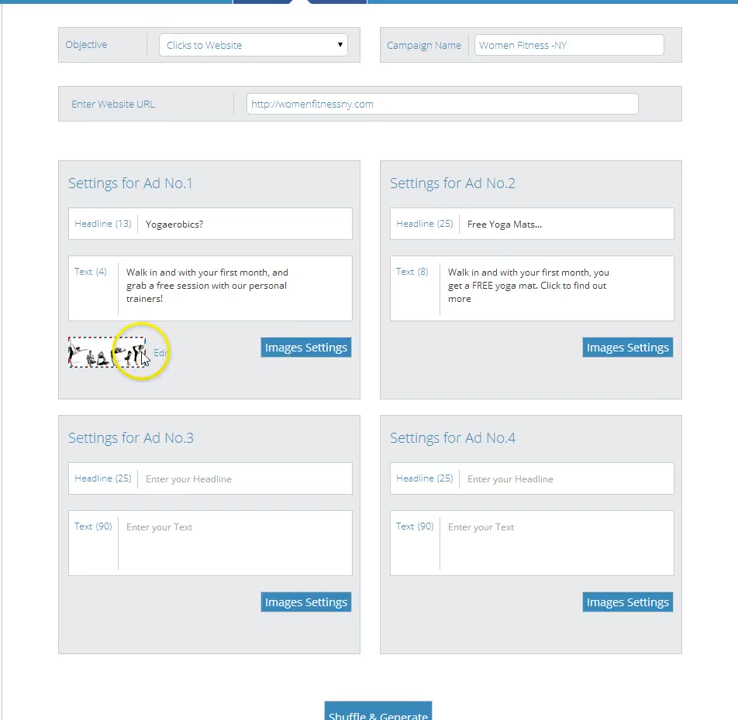 Objective
Clicks to Website
Campaign Name
Women Fitness -NY
Enter Website URL
http://womenfitnessny.com
Settings for Ad No.1
Headline (13)
Yogaerobics?
Text (4)
Walk in and with your first month, and
grab a free session with our personal
trainers!
Edit
Images Settings
Settings for Ad No.2
Headline (25)
Free Yoga Mats...
Text (8)
Walk in and with your first month, you
get a FREE yoga mat. Click to find out
more
Images Settings
Settings for Ad No.3
Headline (25)
Enter your Headline
Text (90)
Enter your Text
Images Settings
Settings for Ad No.4
Headline (25)
Enter your Headline
Text (90)
Enter your Text
Images Settings
Shuffle & Generate